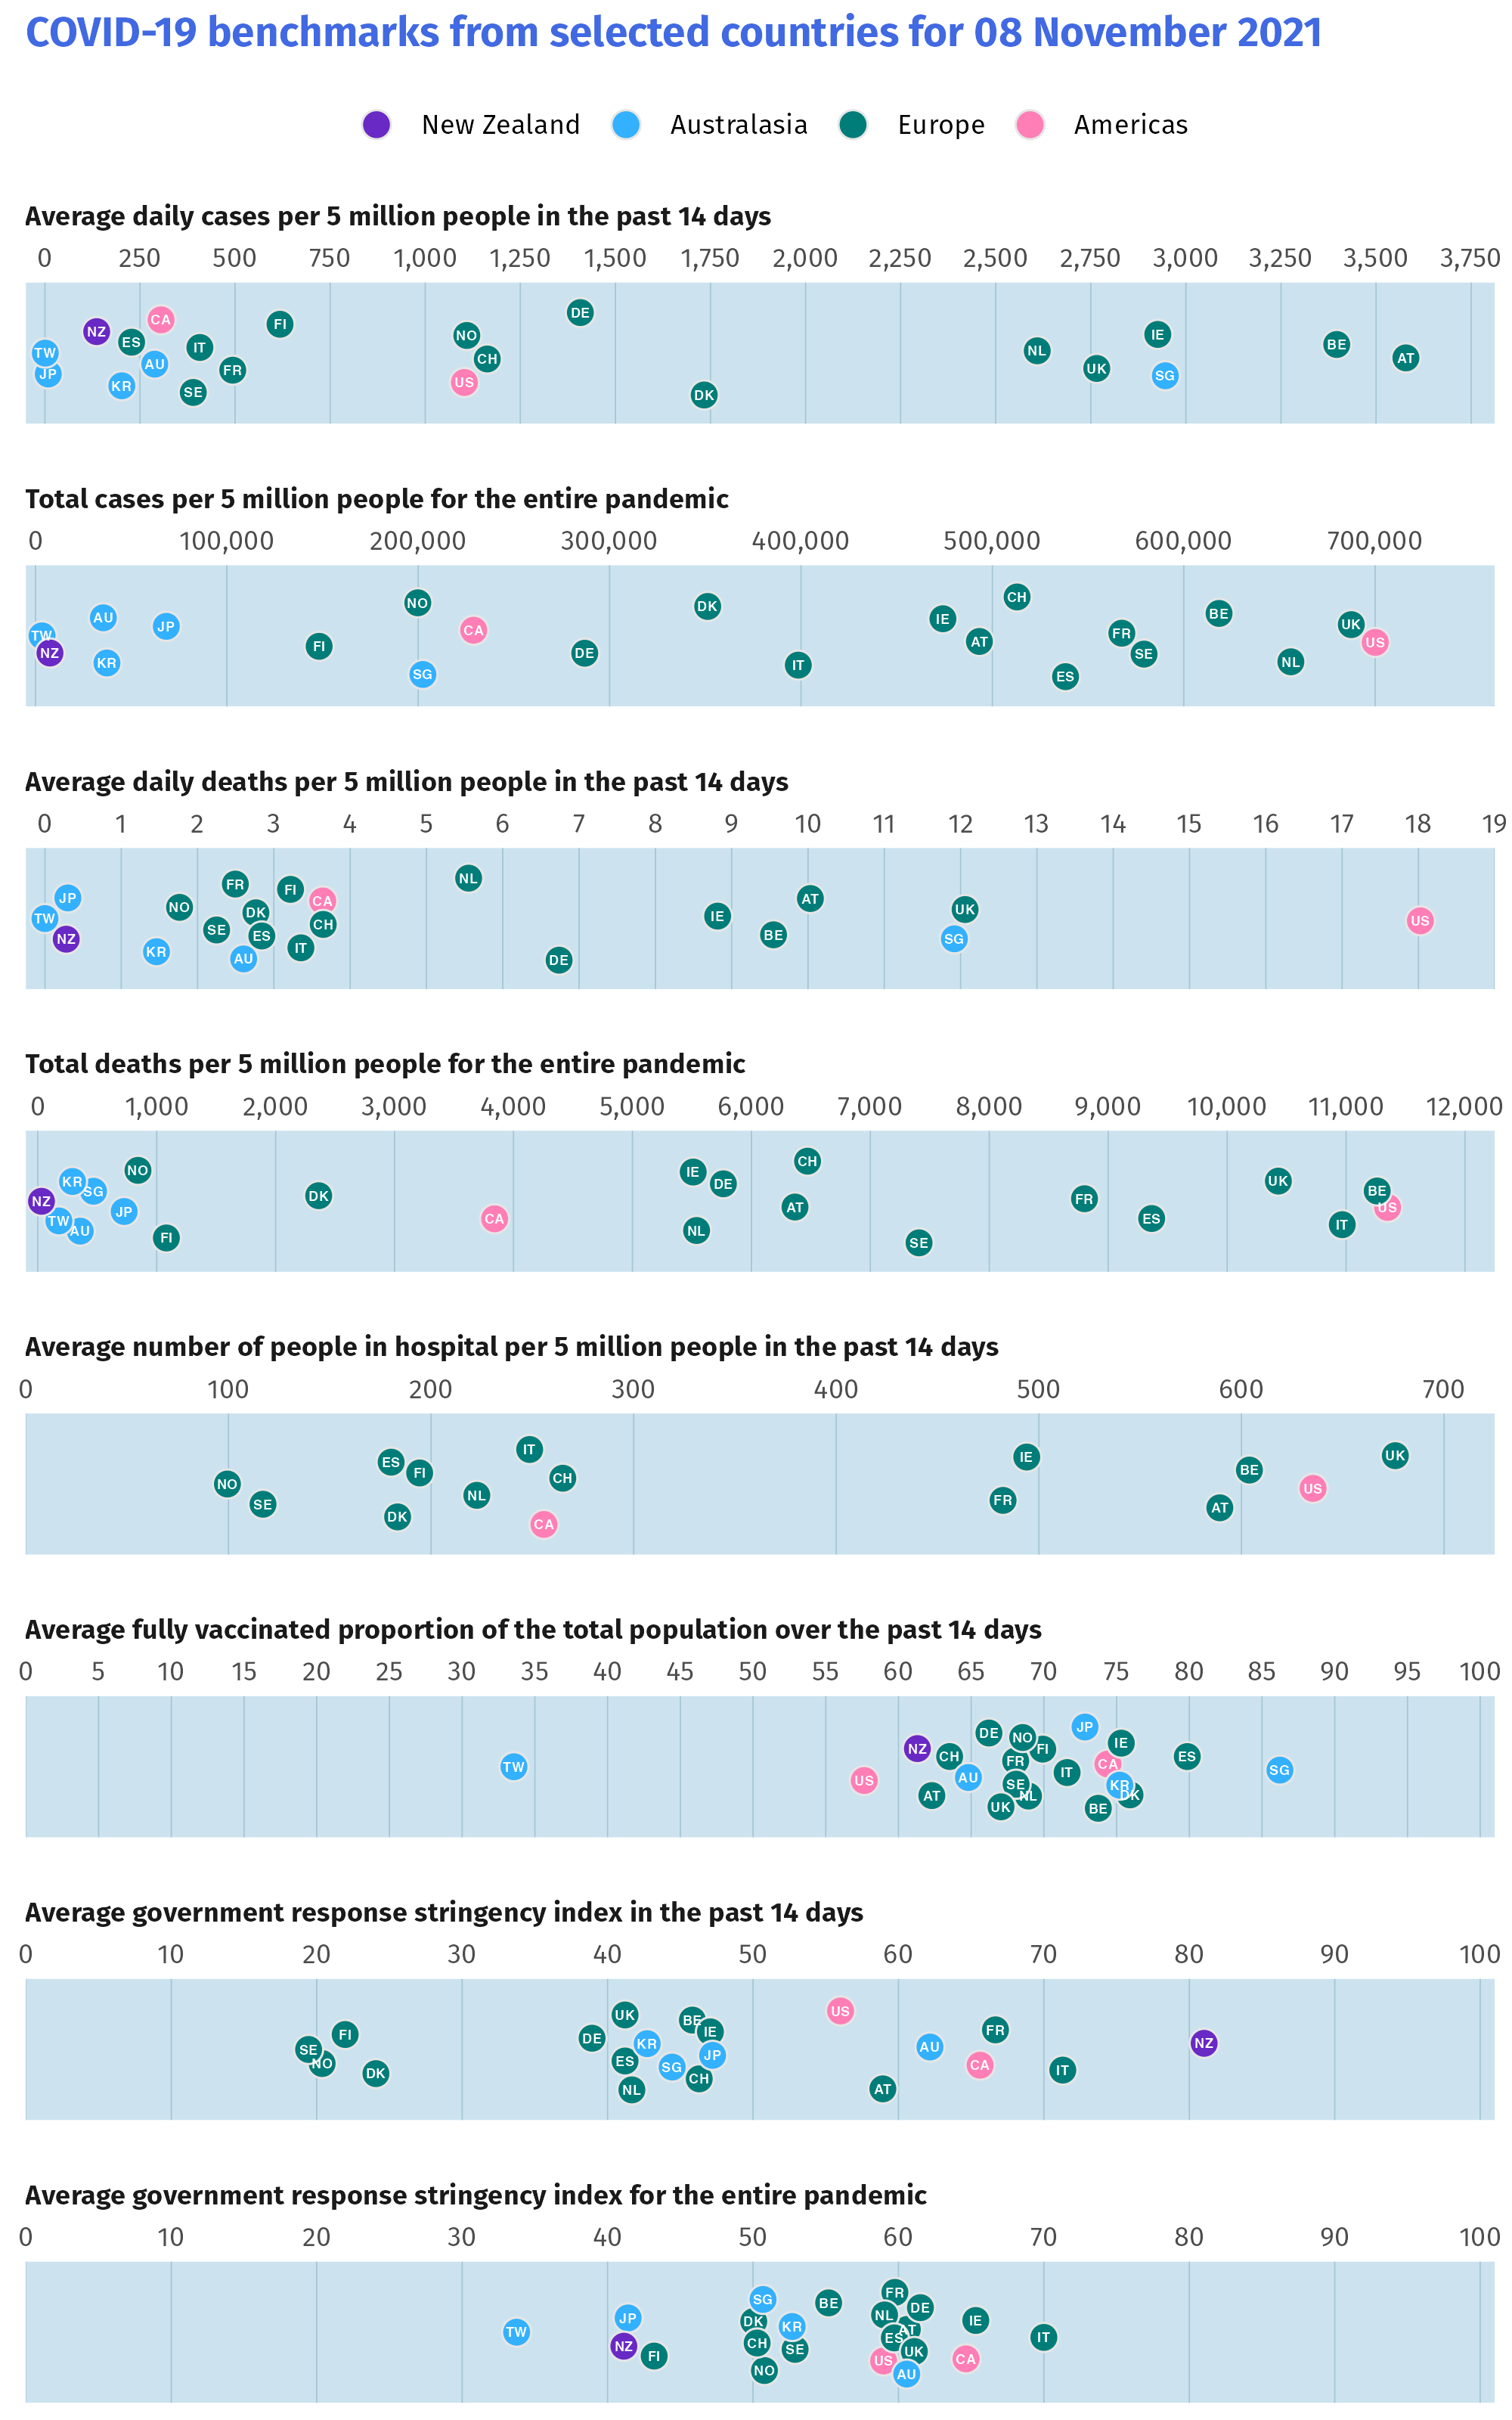 COVID-19 benchmarks from selected countries for 08 November 2021
New Zealand Australasia Europe Americas
Average daily cases per 5 million people in the past 14 days
0 250 500 750 1,000 1,250 1,500 1,750 2,000 2,250 2,500 2,750 3,000 3,250 3,500 3,750
TW JP NZ KR ES AU CA SE IT FR FI US NO CH DE DK NL UK IE SG BE AT
Total cases per 5 million people for the entire pandemic
0 100,000 200,000 300,000 400,000 500,000 600,000 700,000
TW NZ AU KR JP FI NO SG CA DE DK IT IE AT CH ES FR SE BE NL UK US
Average daily deaths per 5 million people in the past 14 days
0 1 2 3 4 5 6 7 8 9 10 11 12 13 14 15 16 17 18 19
TW NZ JP KR NO SE FR AU DK ES FI IT CA CH NL DE IE BE AT SG UK US
Total deaths per 5 million people for the entire pandemic
0 1,000 2,000 3,000 4,000 5,000 6,000 7,000 8,000 9,000 10,000 11,000 12,000
NZ TW KR AU SG JP NO FI DK CA IE NL DE AT CH SE FR ES UK IT BE US
Average number of people in hospital per 5 million people in the past 14 days
0 100 200 300 400 500 600 700
NO SE ES DK FI NL IT CA CH FR IE AT BE US UK
Average fully vaccinated proportion of the total population over the past 14 days
0 5 10 15 20 25 30 35 40 45 50 55 60 65 70 75 80 85 90 95 100
TW US NZ AT CH AU DE UK FR SE NO NL FI IT JP BE CA KR IE DK ES SG
Average government response stringency index in the past 14 days
0 10 20 30 40 50 60 70 80 90 100
SE NO FI DK DE UK ES NL KR SG BE CH IE JP US AT AU CA FR IT NZ
Average government response stringency index for the entire pandemic
0 10 20 30 40 50 60 70 80 90 100
TW NZ JP FI DK CH SG NO KR SE BE US NL ES FR AU AT UK DE CA IE IT